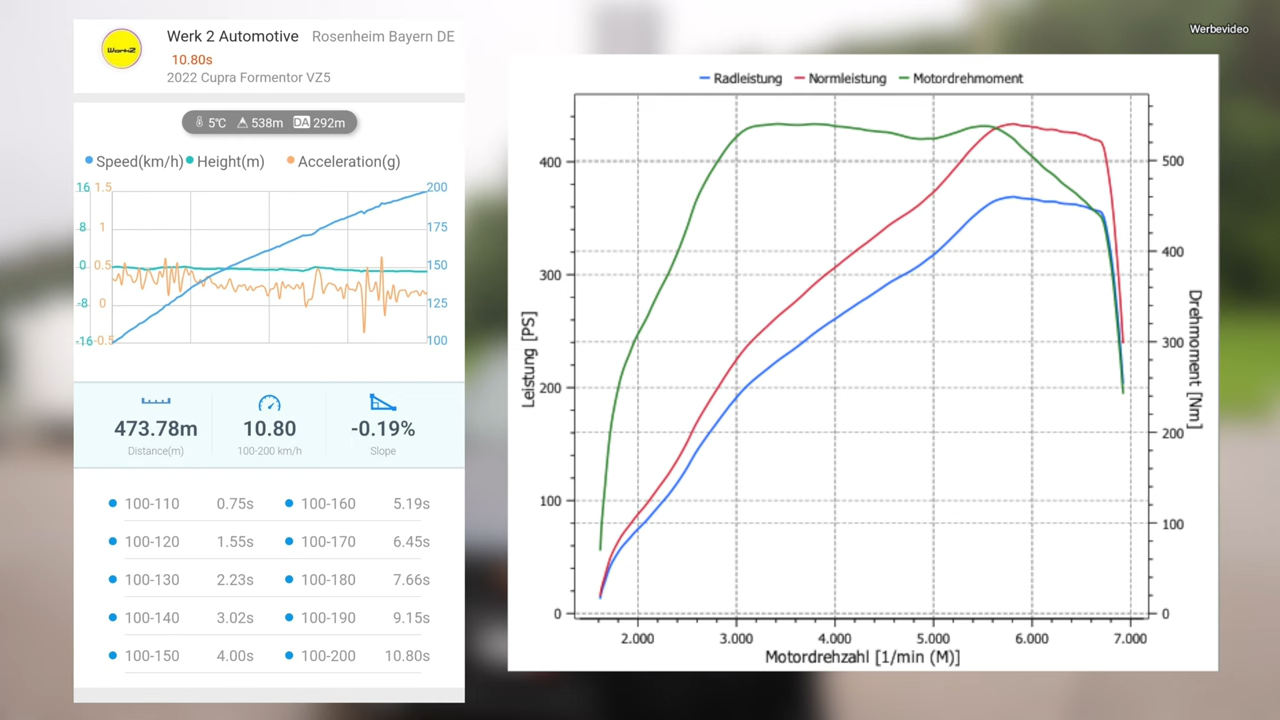 Werbevideo
Werk2
Werk 2 Automotive Rosenheim Bayern DE
10.80s
2022 Cupra Formentor VZ5
5℃ 538m DA 292m
Speed(km/h) Height(m) Acceleration(g)
16 1.5 200
8 1 175
0 0.5 150
-8 0 125
-16 -0.5 100
473.78m 10.80 -0.19%
Distance(m) 100-200 km/h Slope
100-110 0.75s 100-160 5.19s
100-120 1.55s 100-170 6.45s
100-130 2.23s 100-180 7.66s
100-140 3.02s 100-190 9.15s
100-150 4.00s 100-200 10.80s
Radleistung Normleistung Motordrehmoment
Leistung [PS]
400
300
200
100
0
500
400
300
200
100
0
Drehmoment [Nm]
2.000 3.000 4.000 5.000 6.000 7.000
Motordrehzahl [1/min (M)]